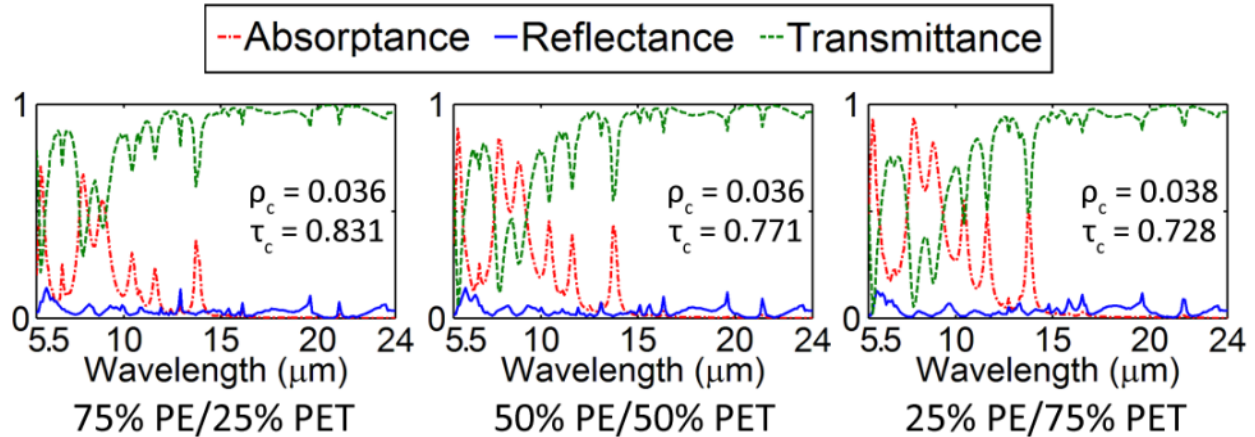 Absorptance Reflectance Transmittance
1
0
5.5 10 15 20 24
ρc = 0.036
τc = 0.831
Wavelength (μm)
75% PE/25% PET
1
0
5.5 10 15 20 24
ρc = 0.036
τc = 0.771
Wavelength (μm)
50% PE/50% PET
1
0
5.5 10 15 20 24
ρc = 0.038
τc = 0.728
Wavelength (μm)
25% PE/75% PET